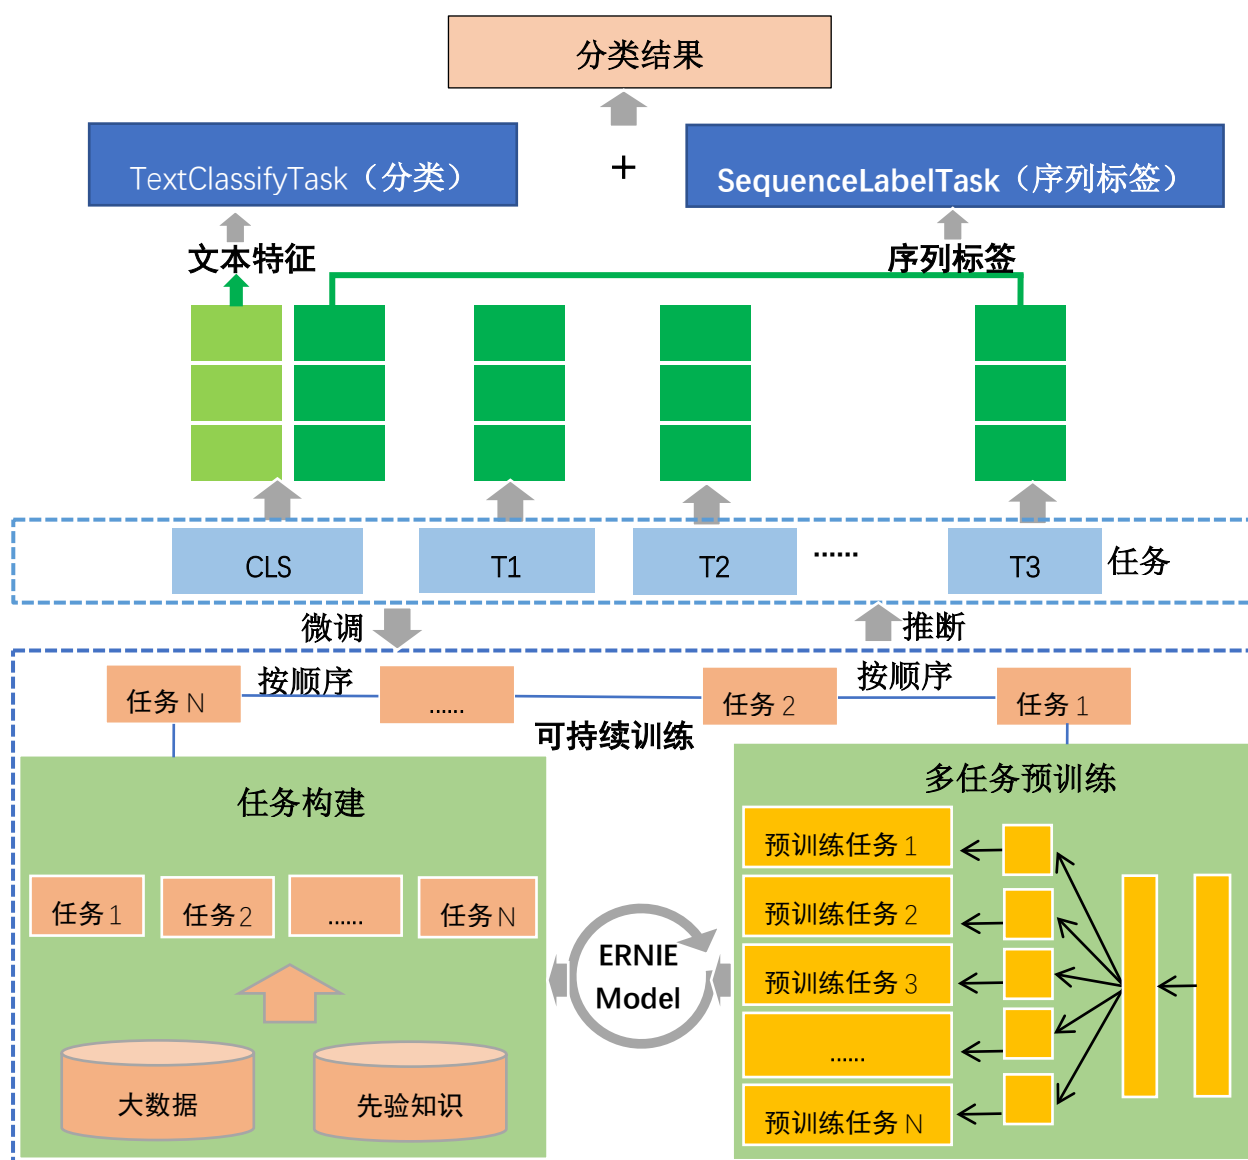 分类结果
TextClassifyTask（分类）
+
SequenceLabelTask（序列标签）
文本特征
序列标签
CLS
T1
T2
······
T3
任务
微调
推断
任务 N
按顺序
......
任务 2
按顺序
任务 1
可持续训练
任务构建
任务 1
任务 2
......
任务 N
大数据
先验知识
ERNIE
Model
多任务预训练
预训练任务 1
预训练任务 2
预训练任务 3
......
预训练任务 N